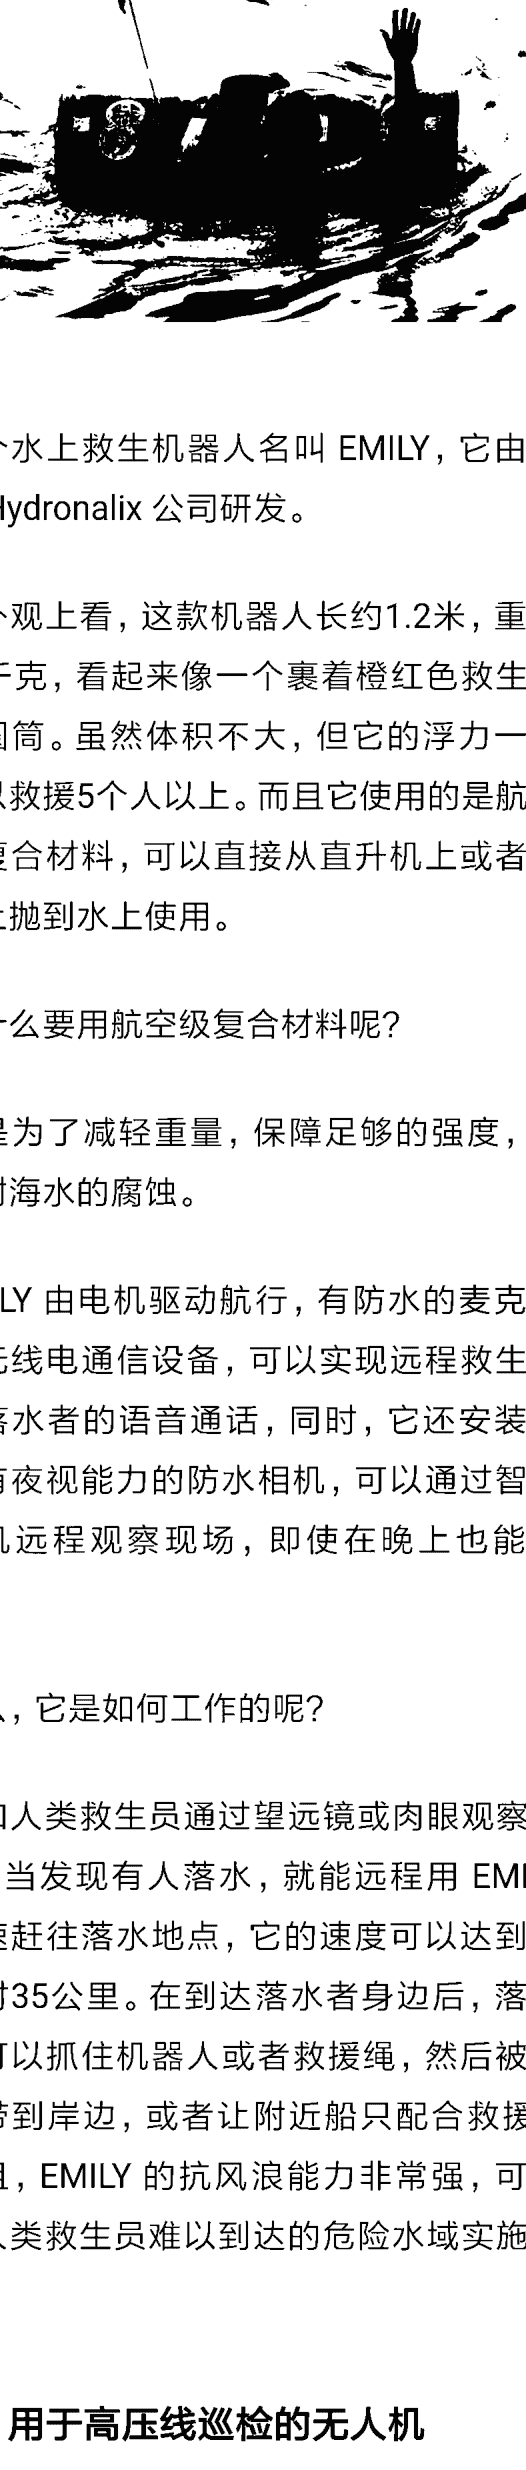 水上救生机器人名叫 EMILY，它由
Hydronalix 公司研发。
观上看，这款机器人长约1.2米，重
千克，看起来像一个裹着橙红色救生
筒。虽然体积不大，但它的浮力一
救援5个人以上。而且它使用的是航
复合材料，可以直接从直升机上或者
抛到水上使用。
么要用航空级复合材料呢？
是为了减轻重量，保障足够的强度，
海水的腐蚀。
LY 由电机驱动航行，有防水的麦克
线电通信设备，可以实现远程救生
落水者的语音通话，同时，它还安装
有夜视能力的防水相机，可以通过智
机远程观察现场，即使在晚上也能
，它是如何工作的呢？
人类救生员通过望远镜或肉眼观察
当发现有人落水，就能远程用 EMI
速赶往落水地点，它的速度可以达到
时35公里。在到达落水者身边后，落
可以抓住机器人或者救援绳，然后被
带到岸边，或者让附近船只配合救援
且，EMILY 的抗风浪能力非常强，可
人类救生员难以到达的危险水域实施
用于高压线巡检的无人机